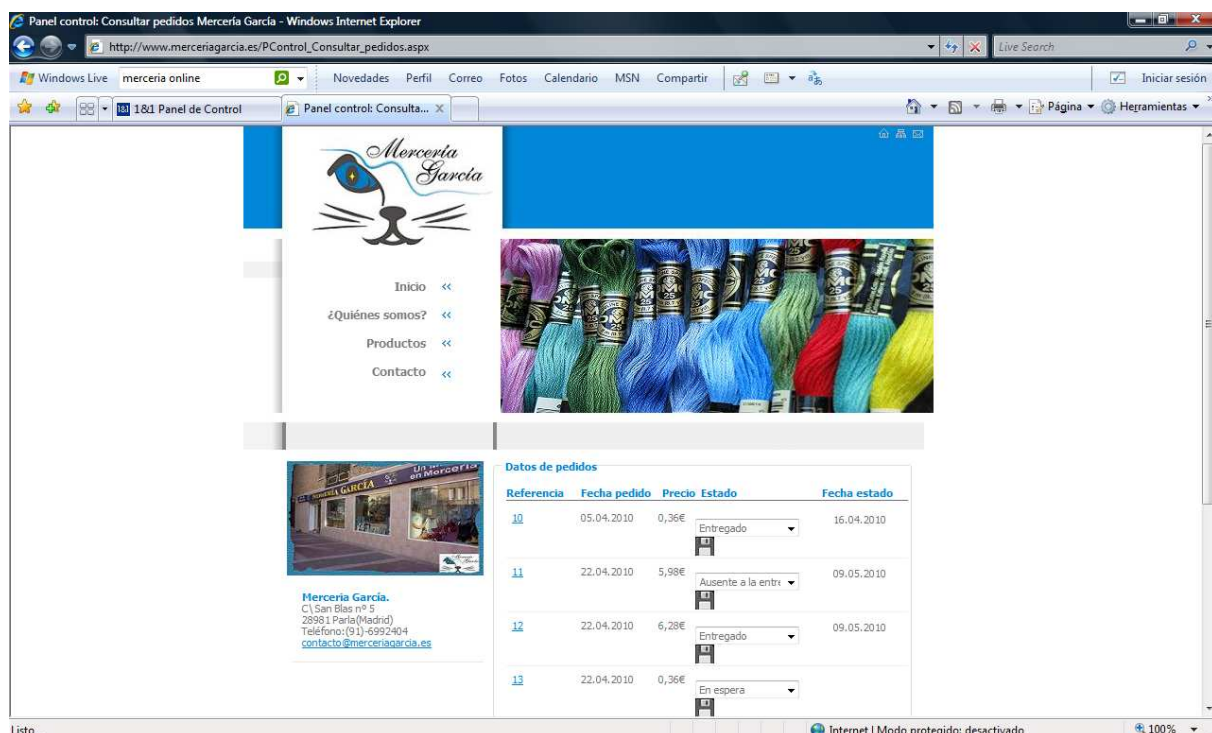 Panel control: Consultar pedidos Mercería García - Windows Internet Explorer
http://www.merceriagarcia.es/PControl_Consultar_pedidos.aspx
Live Search
Windows Live merceria online Novedades Perfil Correo Fotos Calendario MSN Compartir Iniciar sesión
1&1 Panel de Control Panel control: Consulta... Página Herramientas
Mercería
García
Inicio <<
¿Quiénes somos? <<
Productos <<
Contacto <<
en Mercería
MERCERÍA GARCÍA
Mercería García.
C\San Blas nº 5
28981 Parla(Madrid)
Teléfono:(91)-6992404
contacto@merceriagarcia.es
Datos de pedidos
Referencia Fecha pedido Precio Estado Fecha estado
10 05.04.2010 0,36€ Entregado 16.04.2010
11 22.04.2010 5,98€ Ausente a la entre 09.05.2010
12 22.04.2010 6,28€ Entregado 09.05.2010
13 22.04.2010 0,36€ En espera
Listo Internet | Modo protegido: desactivado 100%